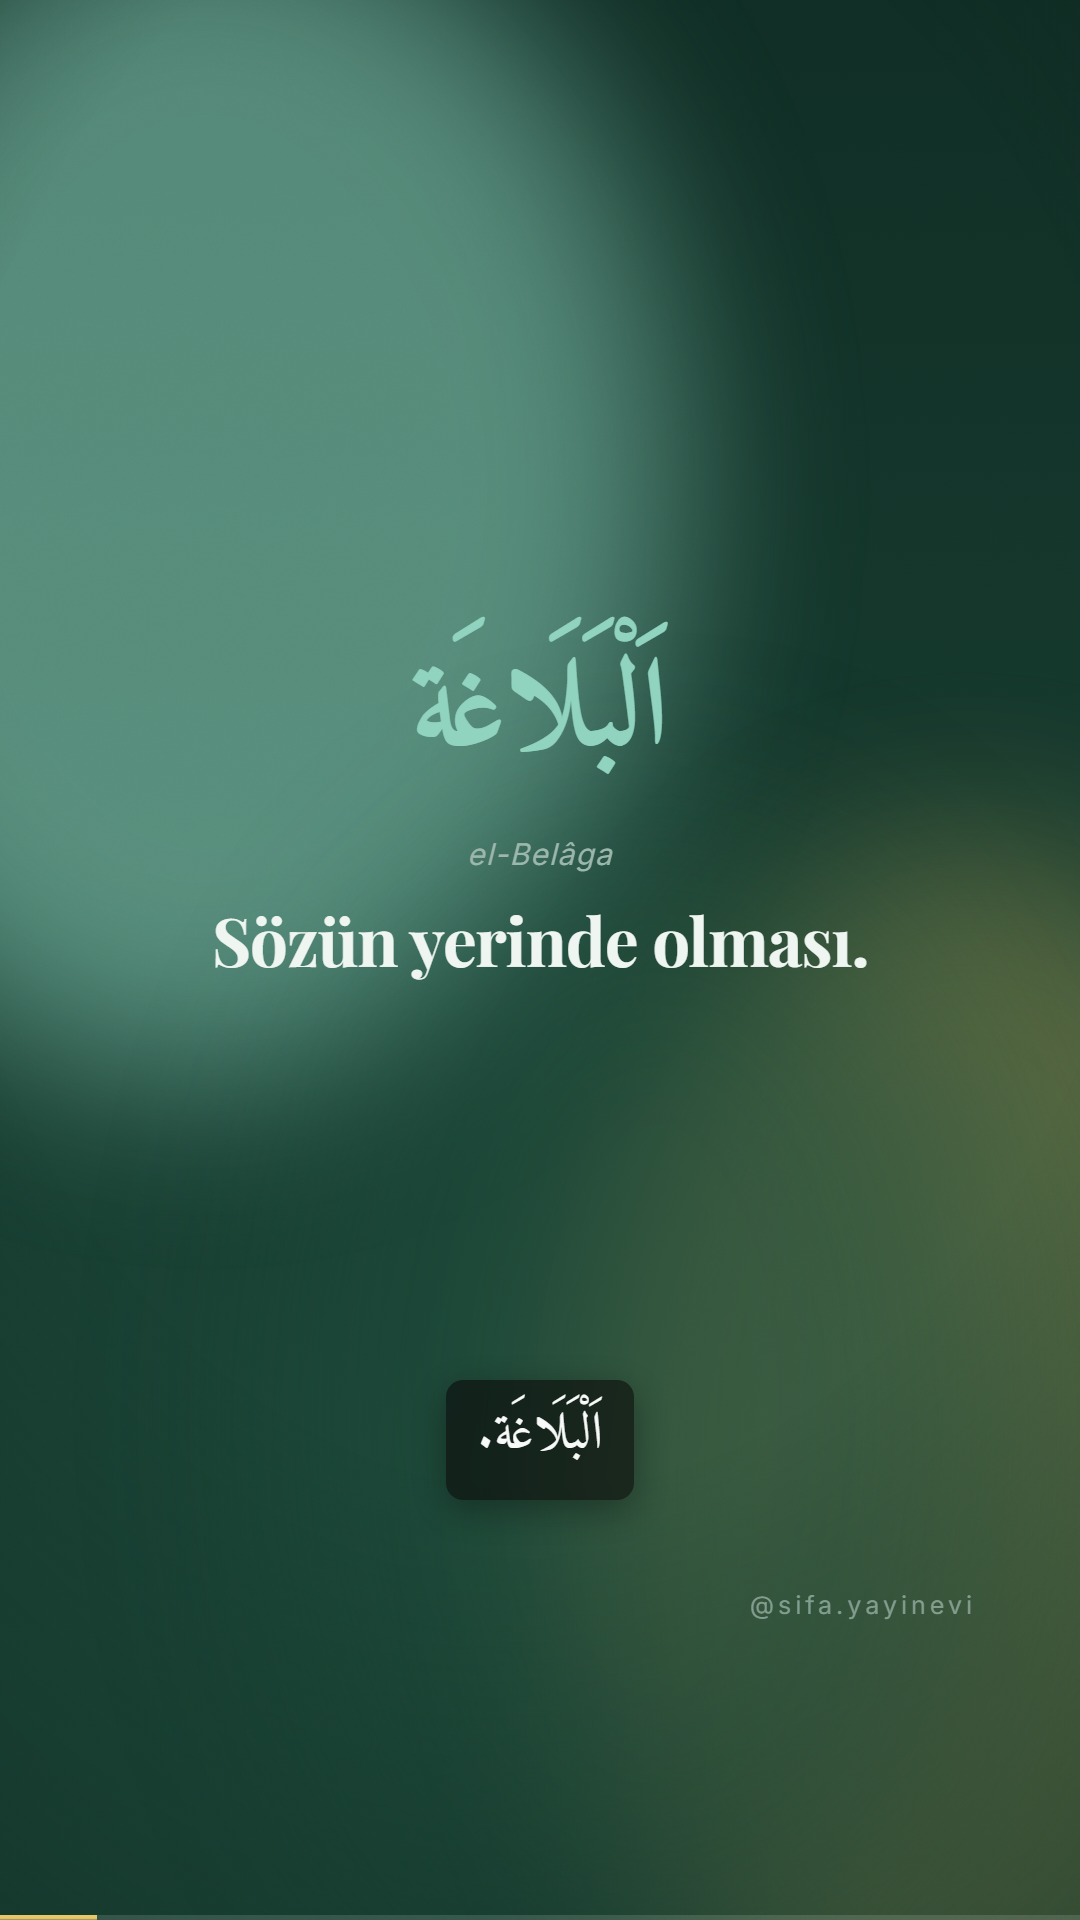 اَلْبَلَاغَة
el-Belâga
Sözün yerinde olması.
اَلْبَلَاغَة.
@sifa.yayinevi